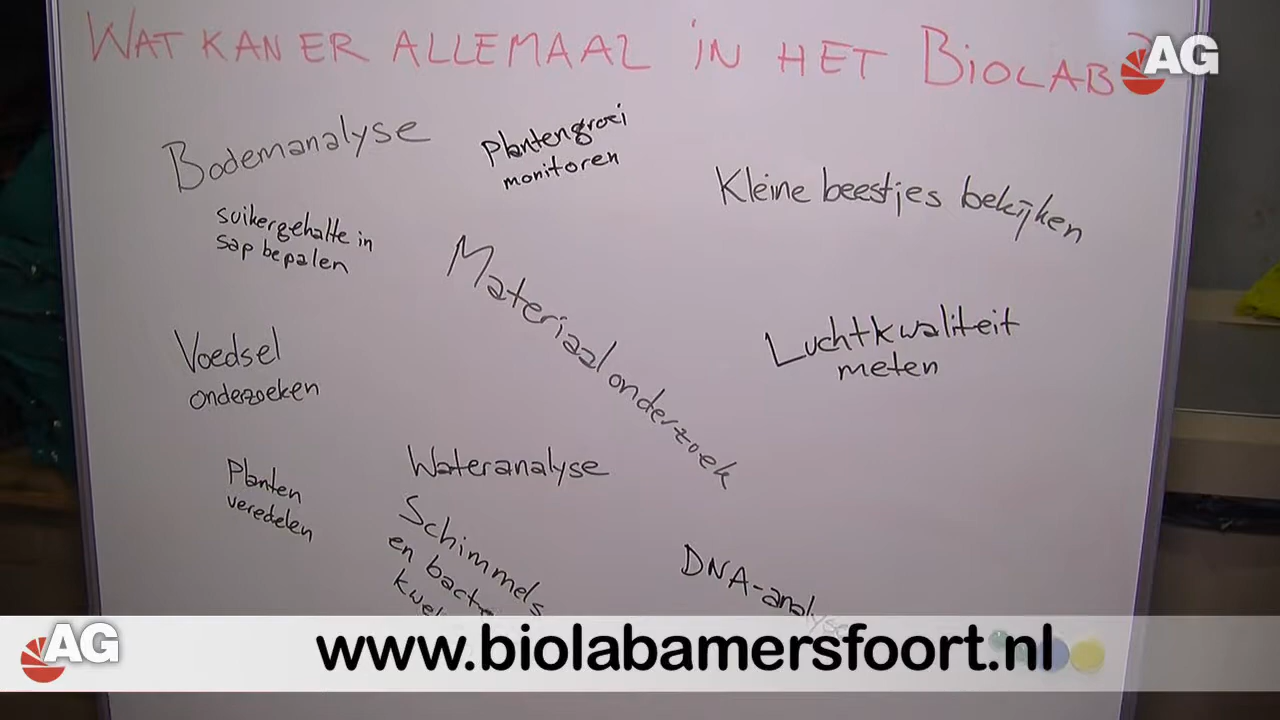 WAT KAN ER ALLEMAAL IN HET BIOLAB?
AG
Bodemanalyse
Plantengroei
monitoren
Kleine beestjes bekijken
suikergehalte in
sap bepalen
Materiaalonderzoek
Luchtkwaliteit
meten
Voedsel
onderzoeken
Wateranalyse
Planten
veredelen
Schimmels
en
DNA-analyse
AG
www.biolabamersfoort.nl